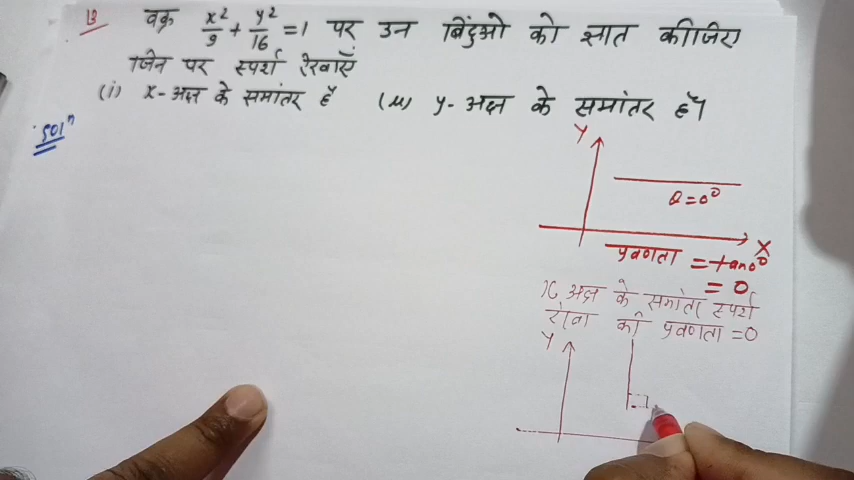 13 वक्र x²/9 + y²/16 = 1 पर उन बिंदुओ को ज्ञात कीजिए
जिन पर स्पर्श रेखाएँ
(i) x-अक्ष के समांतर है (ii) y-अक्ष के समांतर है।
Solⁿ
Y
θ=0°
X
प्रवणता = tan0°
= 0
x अक्ष के समांतर स्पर्श
रेखा की प्रवणता =0
Y